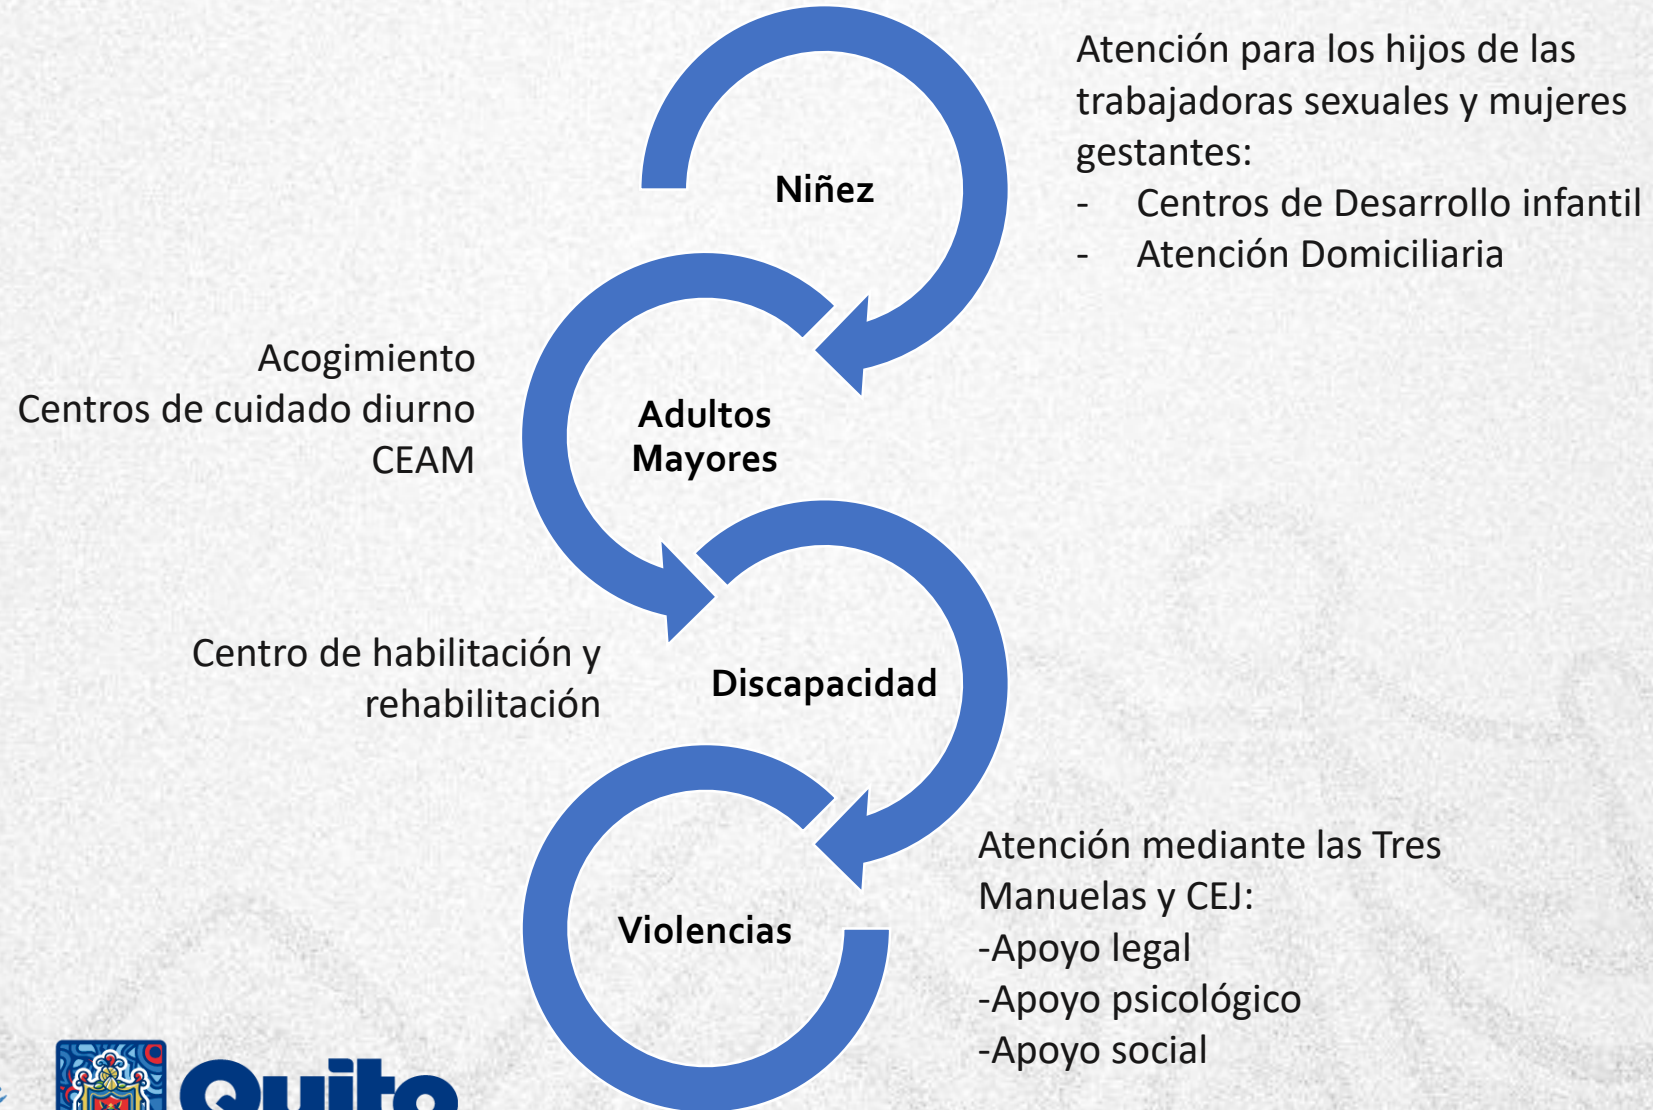 Atención para los hijos de las
trabajadoras sexuales y mujeres
gestantes:
- Centros de Desarrollo infantil
- Atención Domiciliaria
Niñez
Acogimiento
Centros de cuidado diurno
CEAM
Adultos
Mayores
Centro de habilitación y
rehabilitación
Discapacidad
Violencias
Atención mediante las Tres
Manuelas y CEJ:
-Apoyo legal
-Apoyo psicológico
-Apoyo social
Quito